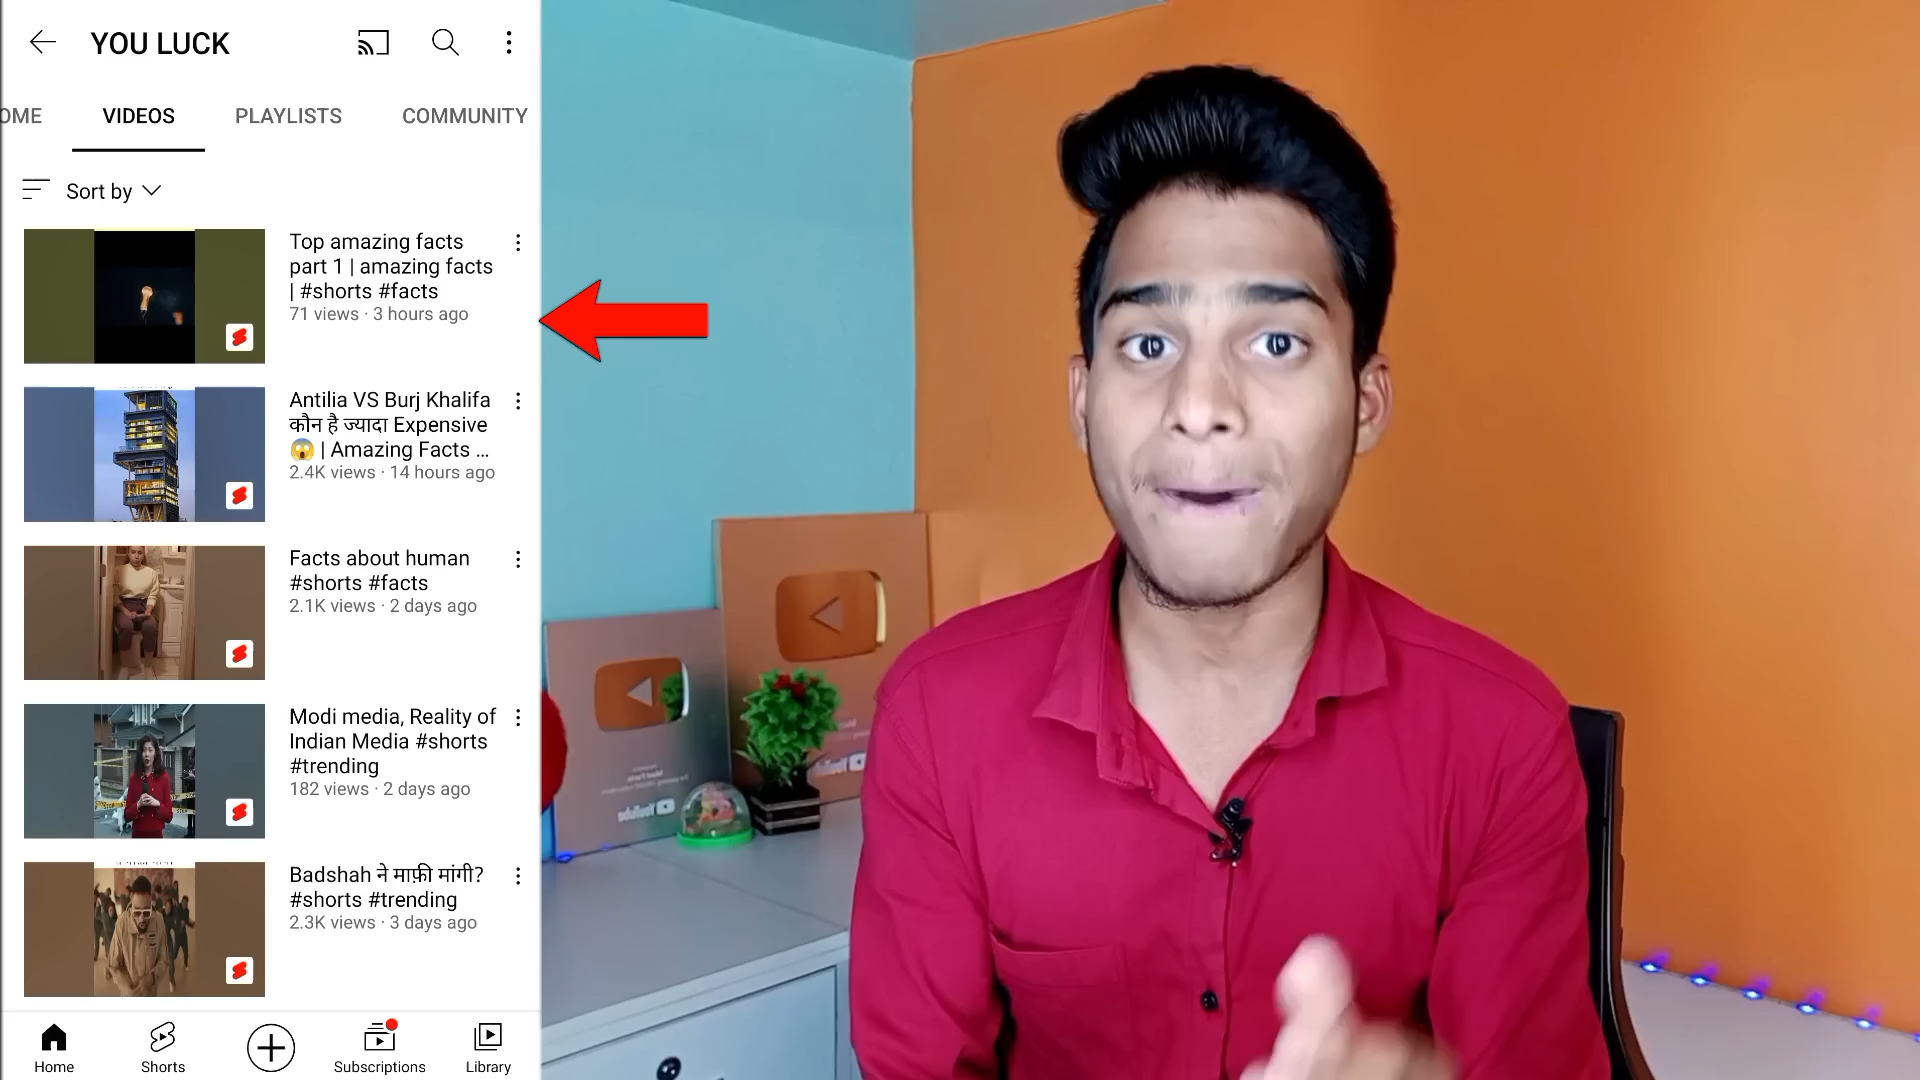 YOU LUCK
OME VIDEOS PLAYLISTS COMMUNITY
Sort by
Top amazing facts
part 1 | amazing facts
| #shorts #facts
71 views · 3 hours ago
Antilia VS Burj Khalifa
कौन है ज्यादा Expensive
😱 | Amazing Facts ...
2.4K views · 14 hours ago
Facts about human
#shorts #facts
2.1K views · 2 days ago
Modi media, Reality of
Indian Media #shorts
#trending
182 views · 2 days ago
Badshah ने माफ़ी मांगी?
#shorts #trending
2.3K views · 3 days ago
Home Shorts Subscriptions Library
YouTube